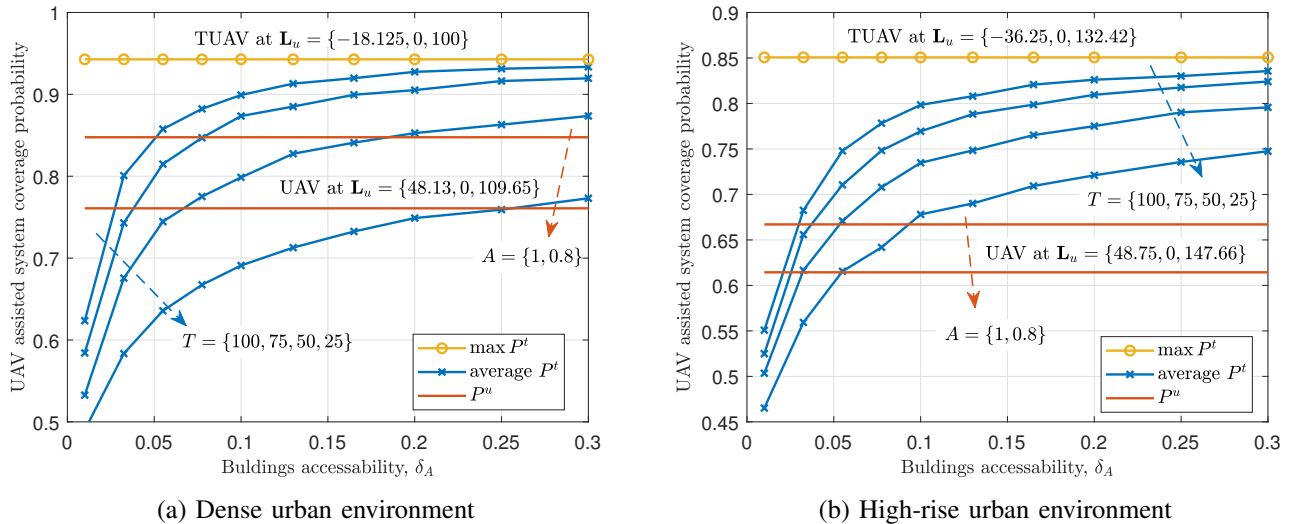 UAV assisted system coverage probability
1
0.9
0.8
0.7
0.6
0.5
TUAV at L_u = {−18.125, 0, 100}
UAV at L_u = {48.13, 0, 109.65}
A = {1, 0.8}
T = {100, 75, 50, 25}
max P^t
average P^t
P^u
0 0.05 0.1 0.15 0.2 0.25 0.3
Buldings accessability, δ_A
(a) Dense urban environment
UAV assisted system coverage probability
0.9
0.85
0.8
0.75
0.7
0.65
0.6
0.55
0.5
0.45
TUAV at L_u = {−36.25, 0, 132.42}
T = {100, 75, 50, 25}
UAV at L_u = {48.75, 0, 147.66}
A = {1, 0.8}
max P^t
average P^t
P^u
0 0.05 0.1 0.15 0.2 0.25 0.3
Buldings accessability, δ_A
(b) High-rise urban environment